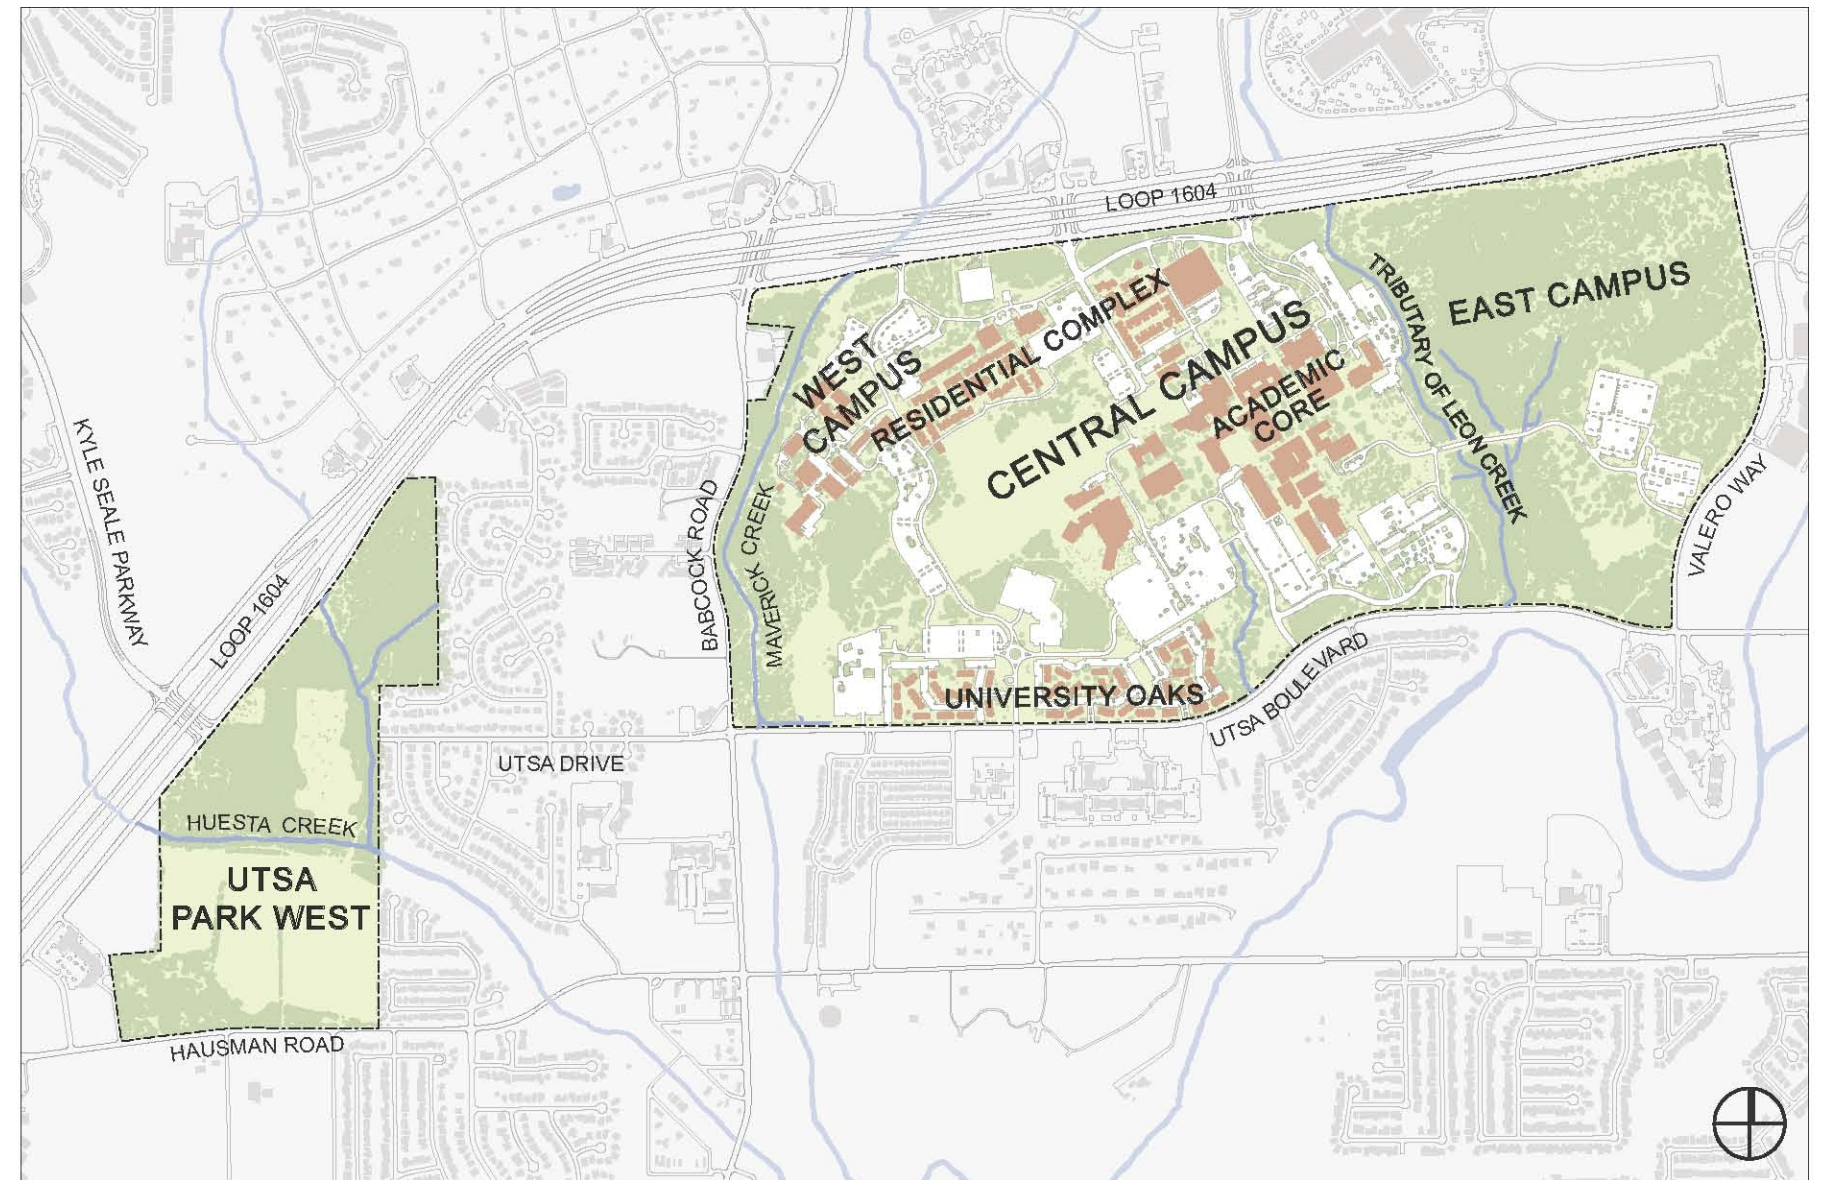 LOOP 1604
TRIBUTARY OF LEON CREEK
EAST CAMPUS
WEST
CAMPUS
RESIDENTIAL COMPLEX
CENTRAL CAMPUS
ACADEMIC
CORE
KYLE SEALE PARKWAY
LOOP 1604
BABCOCK ROAD
MAVERICK CREEK
VALERO WAY
UNIVERSITY OAKS
UTSA BOULEVARD
UTSA DRIVE
HUESTA CREEK
UTSA
PARK WEST
HAUSMAN ROAD